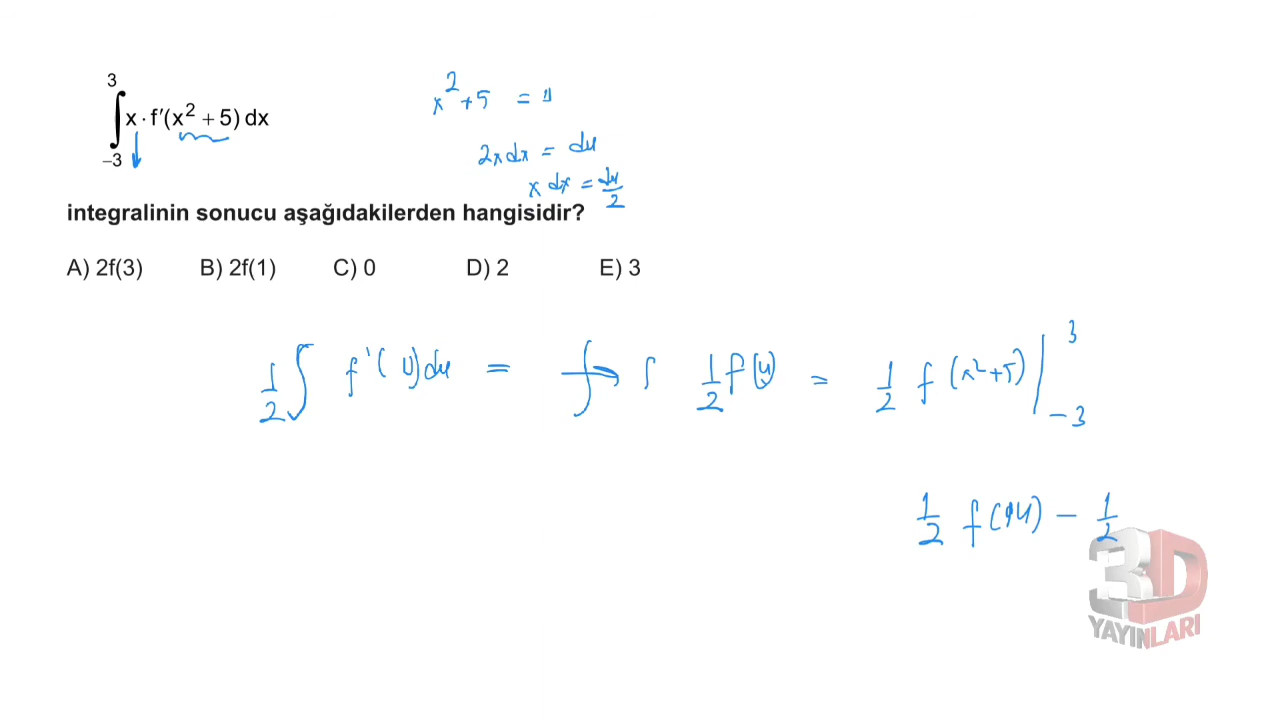 3
∫ x · f′(x² + 5) dx
–3
x² + 5 = u
2x dx = du
x dx = du/2
integralinin sonucu aşağıdakilerden hangisidir?
A) 2f(3) B) 2f(1) C) 0 D) 2 E) 3
1/2 ∫ f'(u) du = 1/2 f(u) = 1/2 f(x²+5) | 3 -3
1/2 f(14) - 1/2
3D
YAYINLARI